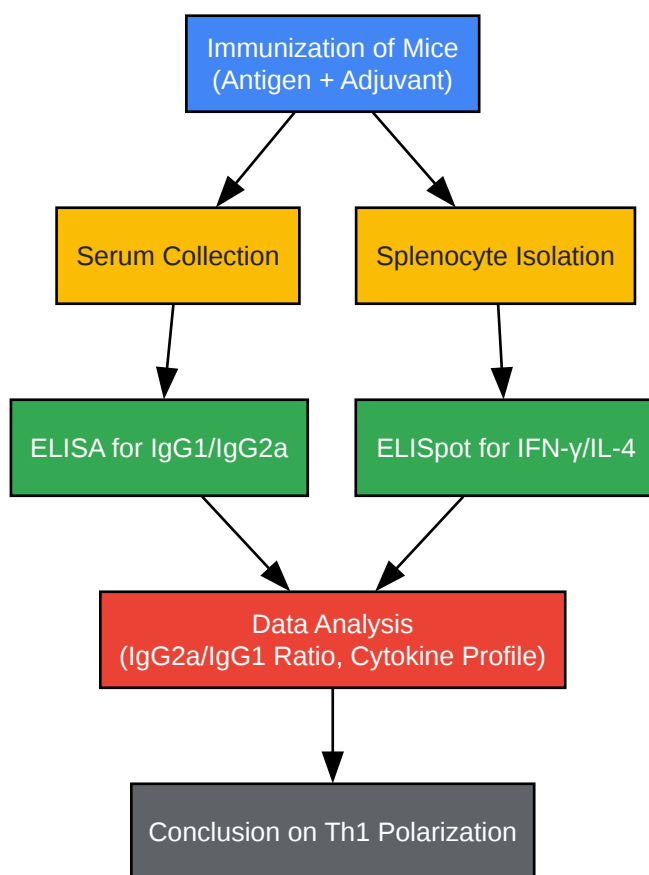 Immunization of Mice
(Antigen + Adjuvant)
Serum Collection
Splenocyte Isolation
ELISA for IgG1/IgG2a
ELISpot for IFN-γ/IL-4
Data Analysis
(IgG2a/IgG1 Ratio, Cytokine Profile)
Conclusion on Th1 Polarization